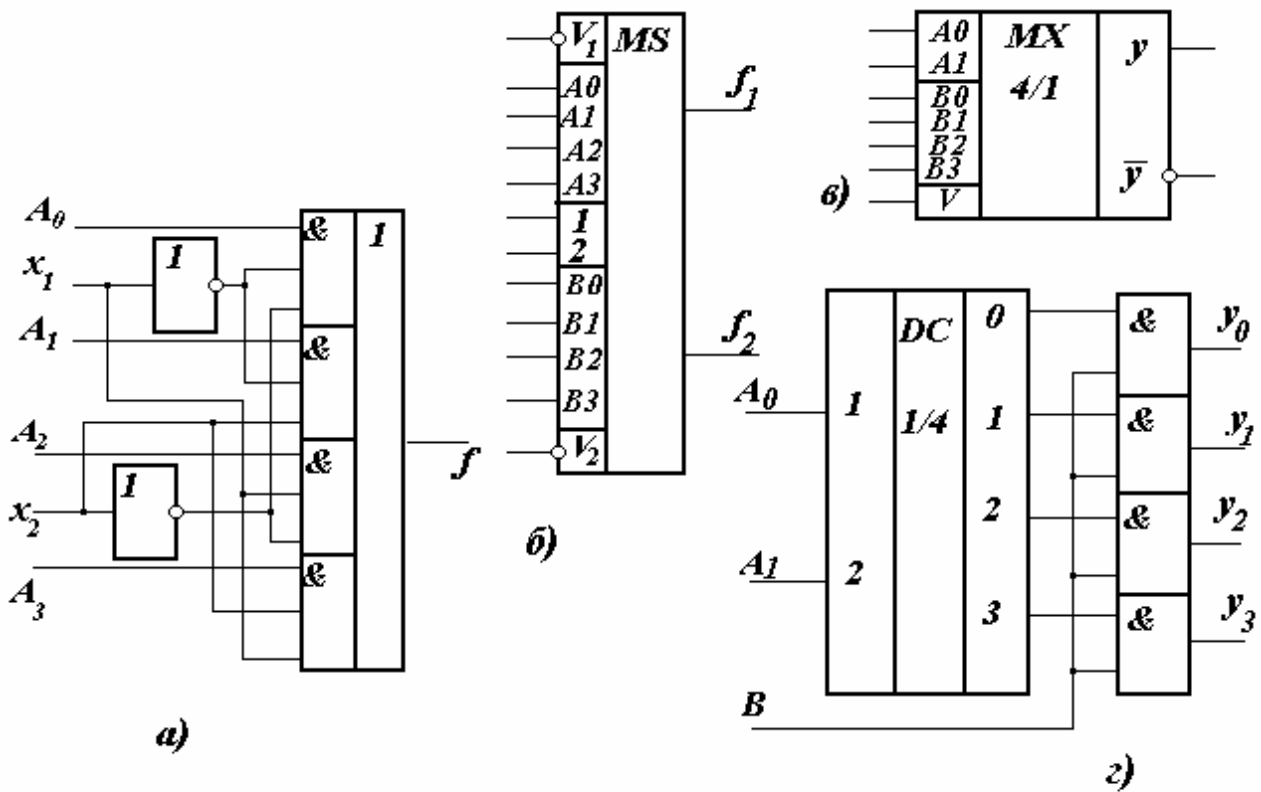 A0
x1
A1
A2
x2
A3
1
1
&
&
&
&
1
f
а)
V1
MS
A0
A1
A2
A3
1
2
B0
B1
B2
B3
V2
f1
f2
б)
A0
A1
B0
B1
B2
B3
V
MX
4/1
y
y̅
в)
A0
A1
B
1
2
DC
1/4
0
1
2
3
&
&
&
&
y0
y1
y2
y3
г)